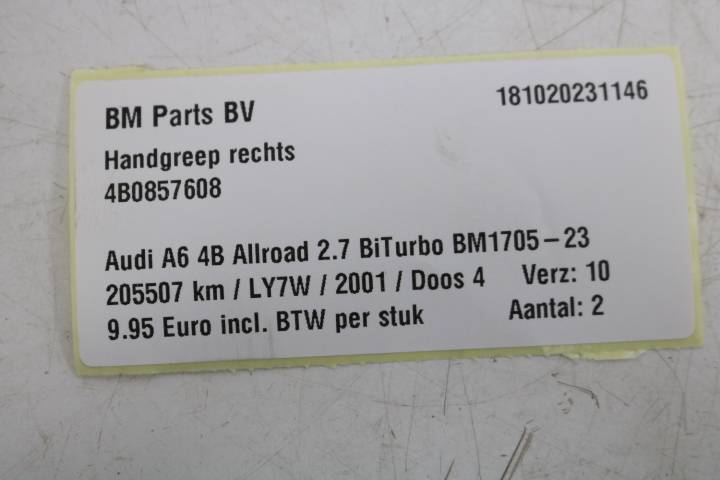 BM Parts BV 181020231146
Handgreep rechts
4B0857608
Audi A6 4B Allroad 2.7 BiTurbo BM1705-23
205507 km / LY7W / 2001 / Doos 4 Verz: 10
9.95 Euro incl. BTW per stuk Aantal: 2